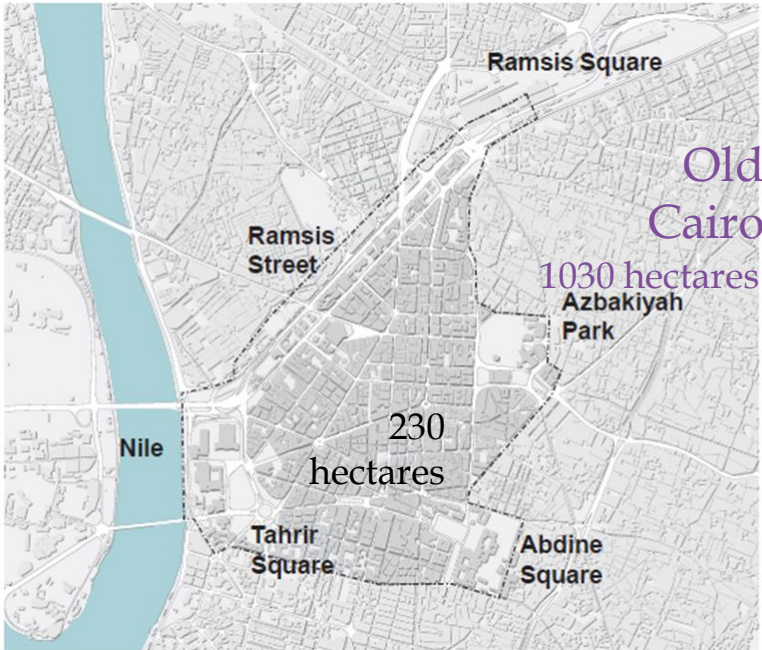 Ramsis Square
Old
Cairo
1030 hectares
Ramsis
Street
Azbakiyah
Park
230
hectares
Nile
Tahrir
Square
Abdine
Square